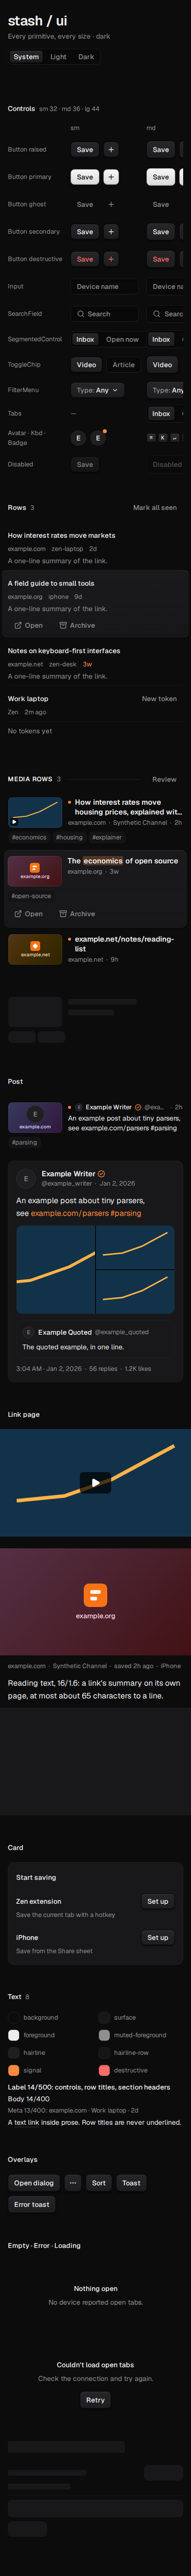 stash / ui
Every primitive, every size · dark
System Light Dark
Controls sm 32 · md 36 · lg 44
sm md
Button raised Save + Save
Button primary Save + Save
Button ghost Save + Save
Button secondary Save + Save
Button destructive Save + Save
Input Device name Device na
SearchField Search Searc
SegmentedControl Inbox Open now Inbox
ToggleChip Video Article Video
FilterMenu Type: Any Type: Any
Tabs — Inbox
Avatar · Kbd · Badge E E ⌘ K ↵
Disabled Save Disabled
Rows 3 Mark all seen
How interest rates move markets
example.com zen-laptop 2d
A one-line summary of the link.
A field guide to small tools
example.org iphone 9d
A one-line summary of the link.
Open Archive
Notes on keyboard-first interfaces
example.net zen-desk 3w
A one-line summary of the link.
Work laptop New token
Zen 2m ago
No tokens yet
MEDIA ROWS 3 Review
How interest rates move
housing prices, explained wit…
example.com · Synthetic Channel · 2h
#economics #housing #explainer
example.org
The economics of open source
example.org · 3w
#open-source
Open Archive
example.net
example.net/notes/reading-
list
example.net · 9h
Post
E
example.com
E Example Writer @exa… · 2h
An example post about tiny parsers,
see example.com/parsers #parsing
#parsing
E
Example Writer
@example_writer · Jan 2, 2026
An example post about tiny parsers,
see example.com/parsers #parsing
E Example Quoted @example_quoted
The quoted example, in one line.
3:04 AM · Jan 2, 2026 · 56 replies · 1.2K likes
Link page
example.org
example.com · Synthetic Channel · saved 2h ago · iPhone
Reading text, 16/1.6: a link's summary on its own
page, at most about 65 characters to a line.
Card
Start saving
Zen extension Set up
Save the current tab with a hotkey
iPhone Set up
Save from the Share sheet
Text 8
background surface
foreground muted-foreground
hairline hairline-row
signal destructive
Label 14/500: controls, row titles, section headers
Body 14/400
Meta 13/400: example.com · Work laptop · 2d
A text link inside prose. Row titles are never underlined.
Overlays
Open dialog ⋯ Sort Toast
Error toast
Empty · Error · Loading
Nothing open
No device reported open tabs.
Couldn't load open tabs
Check the connection and try again.
Retry